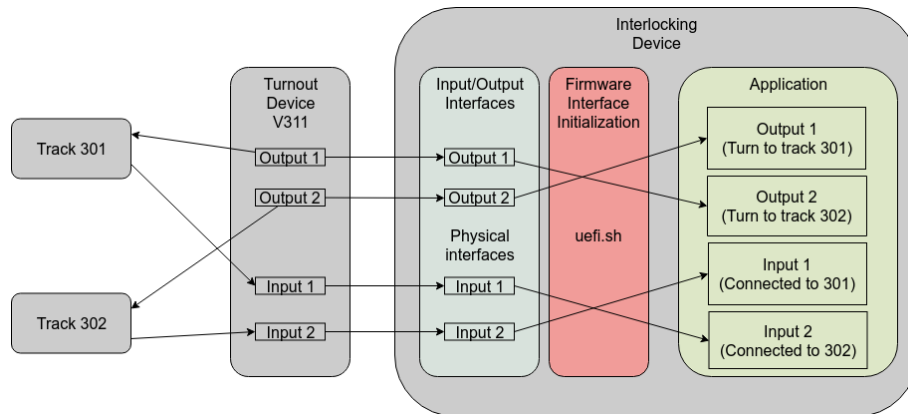 Interlocking
Device
Turnout
Device
V311
Input/Output
Interfaces
Firmware
Interface
Initialization
Application
Track 301
Output 1
Output 1
Output 1
(Turn to track 301)
Output 2
Output 2
Output 2
(Turn to track 302)
Physical
interfaces
uefi.sh
Input 1
Input 1
Input 1
(Connected to 301)
Track 302
Input 2
Input 2
Input 2
(Connected to 302)